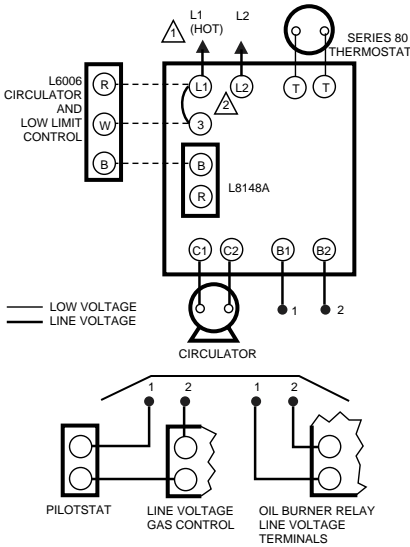 1
L1
(HOT)
L2
SERIES 80
THERMOSTAT
L6006
CIRCULATOR
AND
LOW LIMIT
CONTROL
R
W
B
L1
L2
T
T
2
3
B
R
L8148A
C1
C2
B1
B2
1
2
LOW VOLTAGE
LINE VOLTAGE
CIRCULATOR
1
2
1
2
PILOTSTAT
LINE VOLTAGE
GAS CONTROL
OIL BURNER RELAY
LINE VOLTAGE
TERMINALS